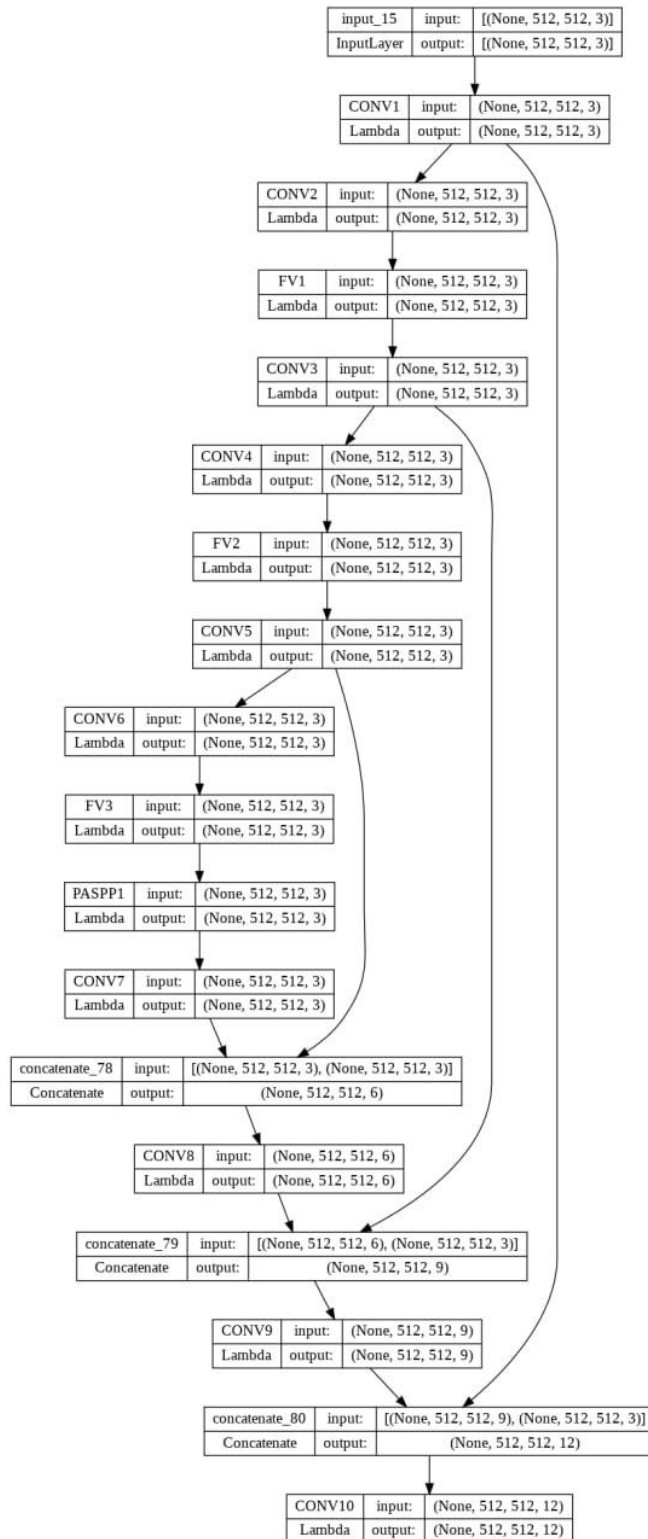 input_15 input: [(None, 512, 512, 3)]
InputLayer output: [(None, 512, 512, 3)]
CONV1 input: (None, 512, 512, 3)
Lambda output: (None, 512, 512, 3)
CONV2 input: (None, 512, 512, 3)
Lambda output: (None, 512, 512, 3)
FV1 input: (None, 512, 512, 3)
Lambda output: (None, 512, 512, 3)
CONV3 input: (None, 512, 512, 3)
Lambda output: (None, 512, 512, 3)
CONV4 input: (None, 512, 512, 3)
Lambda output: (None, 512, 512, 3)
FV2 input: (None, 512, 512, 3)
Lambda output: (None, 512, 512, 3)
CONV5 input: (None, 512, 512, 3)
Lambda output: (None, 512, 512, 3)
CONV6 input: (None, 512, 512, 3)
Lambda output: (None, 512, 512, 3)
FV3 input: (None, 512, 512, 3)
Lambda output: (None, 512, 512, 3)
PASPP1 input: (None, 512, 512, 3)
Lambda output: (None, 512, 512, 3)
CONV7 input: (None, 512, 512, 3)
Lambda output: (None, 512, 512, 3)
concatenate_78 input: [(None, 512, 512, 3), (None, 512, 512, 3)]
Concatenate output: (None, 512, 512, 6)
CONV8 input: (None, 512, 512, 6)
Lambda output: (None, 512, 512, 6)
concatenate_79 input: [(None, 512, 512, 6), (None, 512, 512, 3)]
Concatenate output: (None, 512, 512, 9)
CONV9 input: (None, 512, 512, 9)
Lambda output: (None, 512, 512, 9)
concatenate_80 input: [(None, 512, 512, 9), (None, 512, 512, 3)]
Concatenate output: (None, 512, 512, 12)
CONV10 input: (None, 512, 512, 12)
Lambda output: (None, 512, 512, 12)